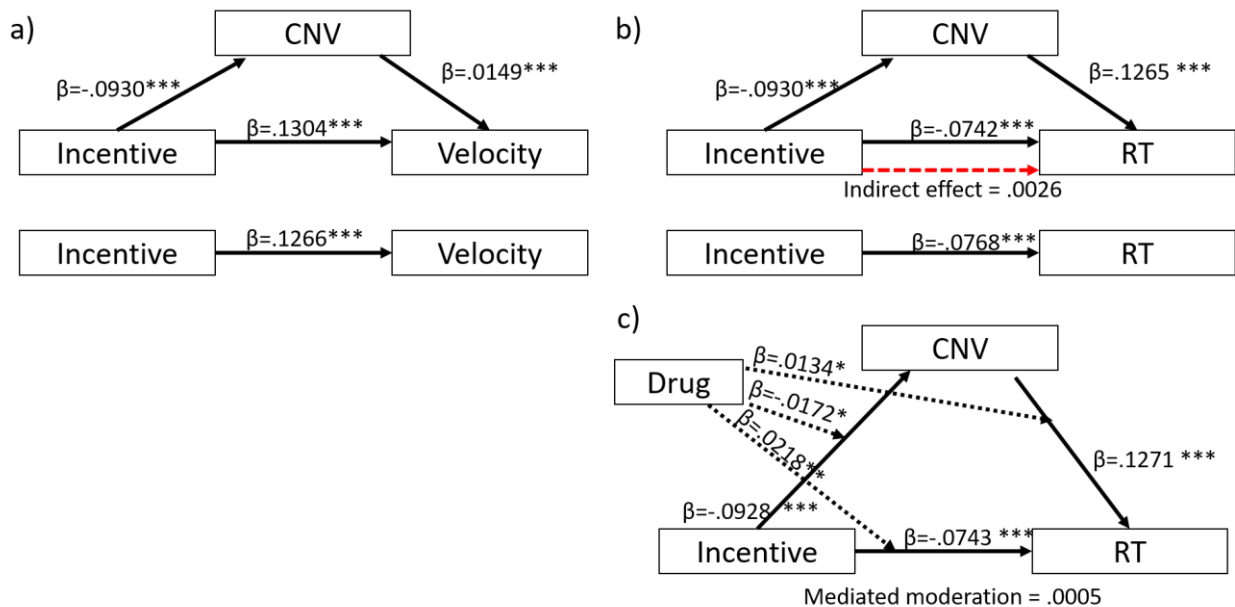 a)
CNV
β=-.0930***
β=.0149***
β=.1304***
Incentive
Velocity
Incentive
β=.1266***
Velocity
b)
CNV
β=-.0930***
β=.1265 ***
β=-.0742***
Incentive
RT
Indirect effect = .0026
Incentive
β=-.0768***
RT
c)
CNV
Drug
β=.0134*
β=-.0172*
β=.0218**
β=.1271 ***
β=-.0928 ***
β=-.0743 ***
Incentive
RT
Mediated moderation = .0005